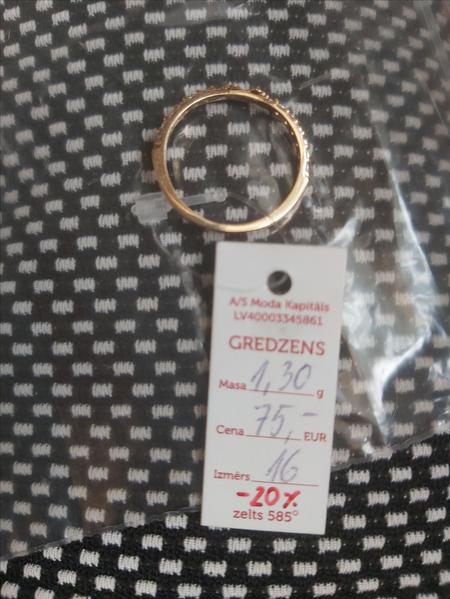 A/S Moda Kapitāls
LV40003345861
GREDZENS
Masa 1,30 g
Cena 75,- EUR
Izmērs 16
-20%
zelts 585°